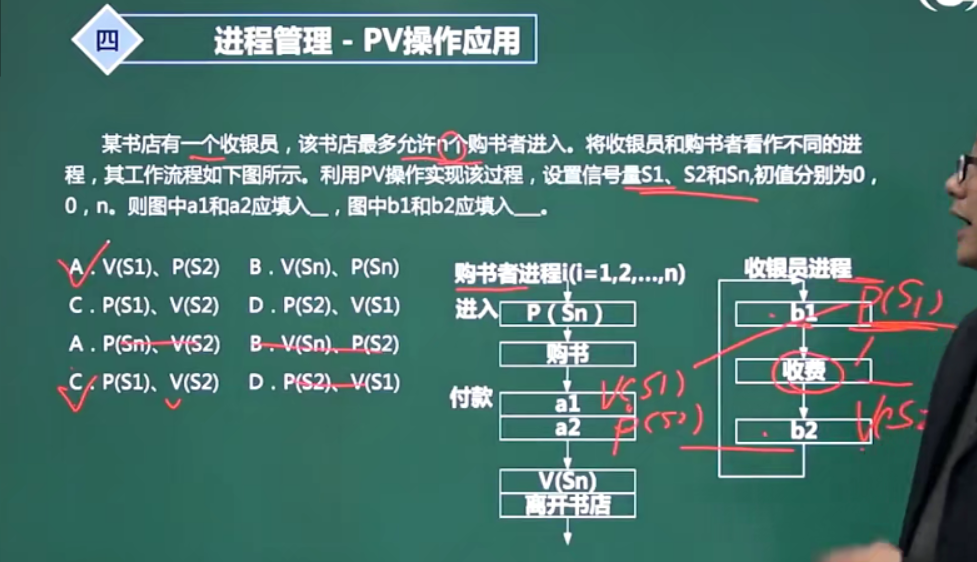 四
进程管理 - PV操作应用
某书店有一个收银员，该书店最多允许n个购书者进入。将收银员和购书者看作不同的进
程，其工作流程如下图所示。利用PV操作实现该过程，设置信号量S1、S2和Sn,初值分别为0，
0，n。则图中a1和a2应填入__，图中b1和b2应填入___。
A．V(S1)、P(S2) B．V(Sn)、P(Sn)
C．P(S1)、V(S2) D．P(S2)、V(S1)
A．P(Sn)、V(S2) B．V(Sn)、P(S2)
C．P(S1)、V(S2) D．P(S2)、V(S1)
购书者进程i(i=1,2,...,n)
进入
P（Sn）
购书
付款
a1
V(S1)
a2
P(S2)
V(Sn)
离开书店
收银员进程
b1
P(S1)
收费
b2
V(S2